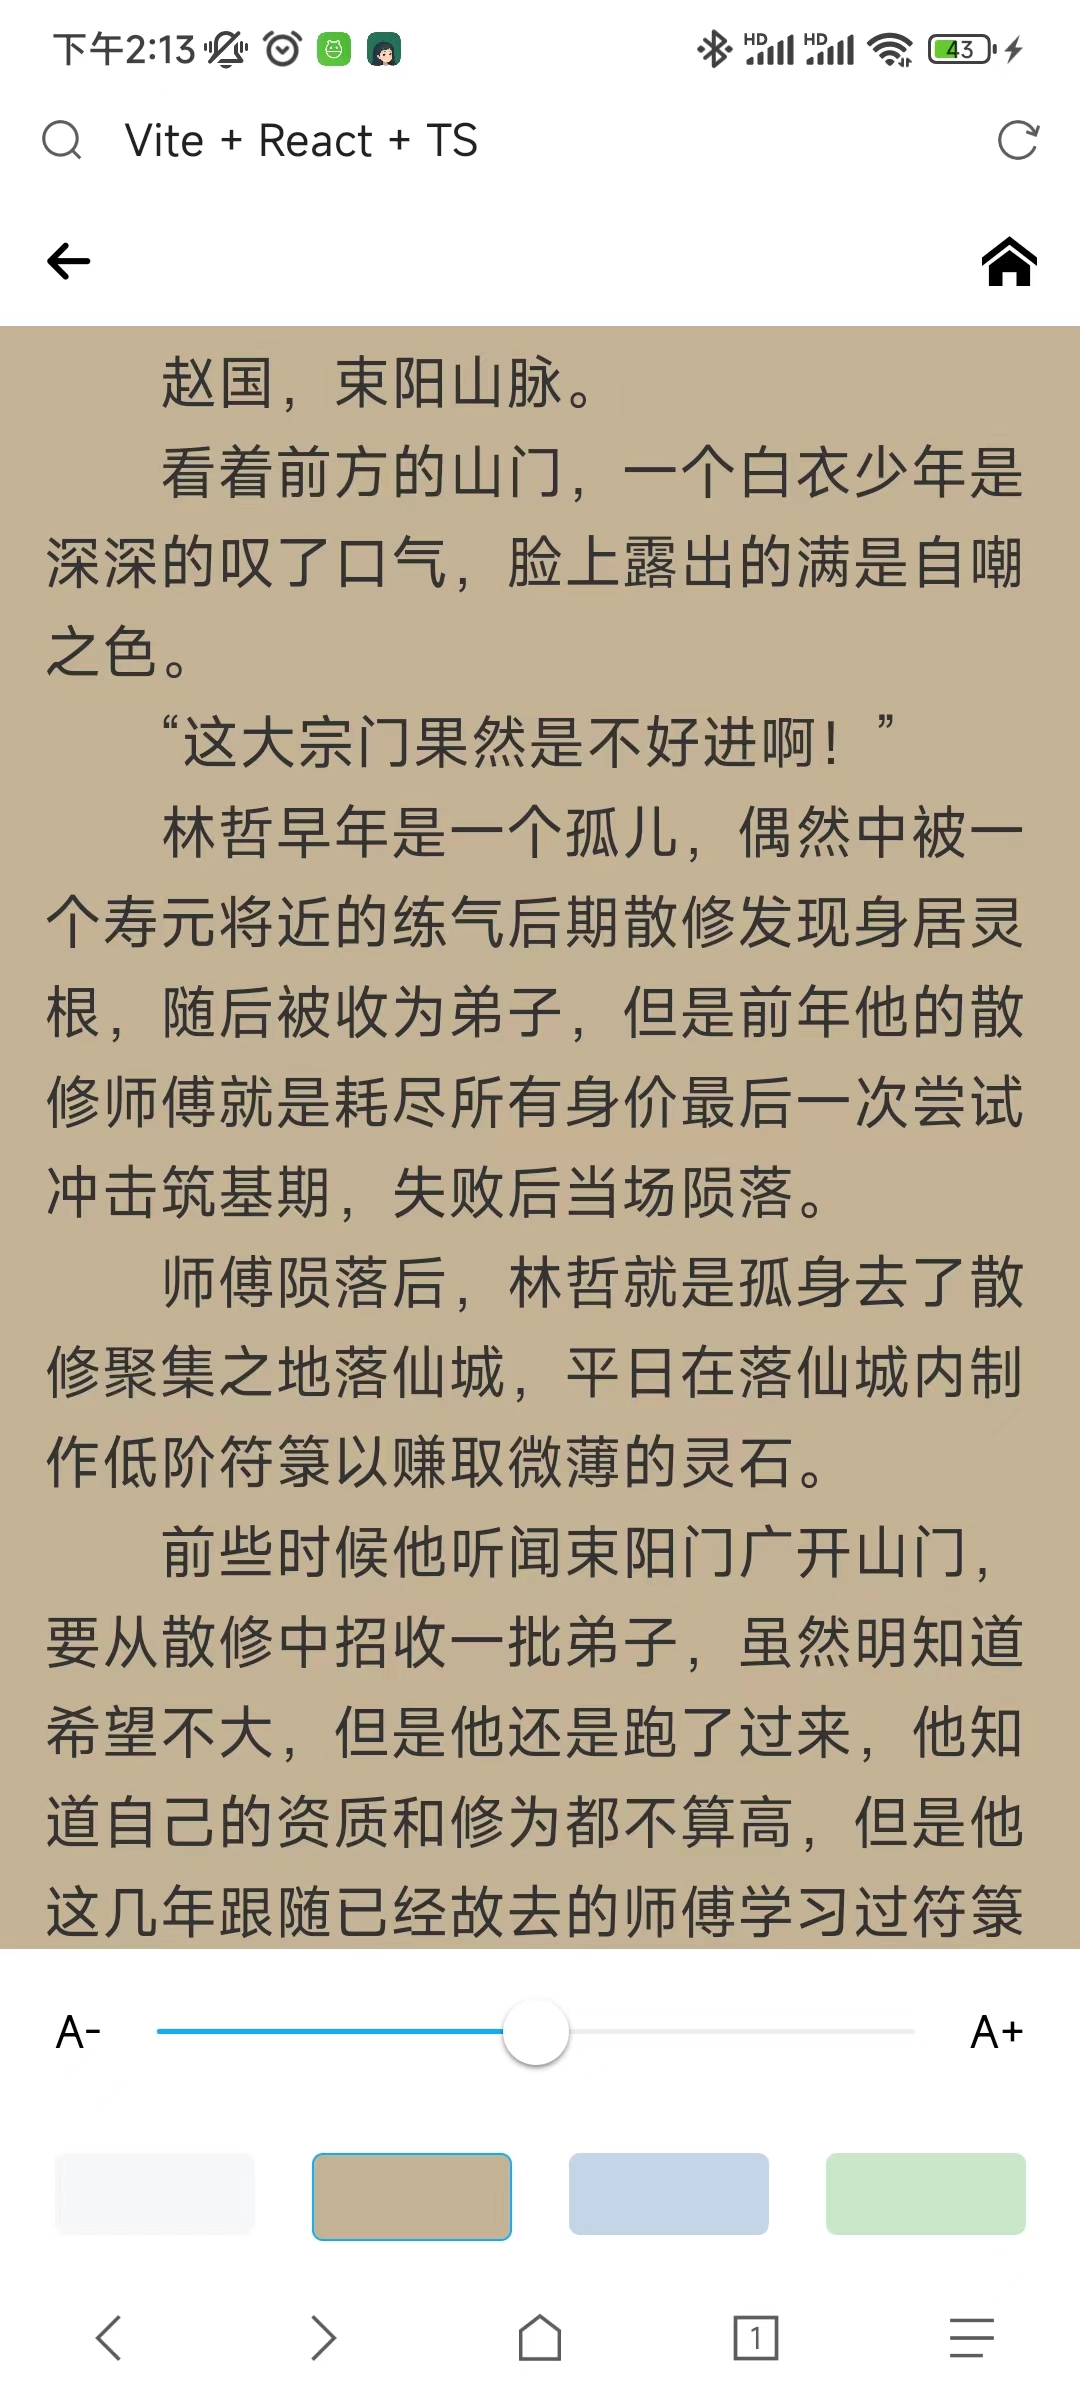 下午2:13
HD HD 43
Vite + React + TS
赵国，束阳山脉。
看着前方的山门，一个白衣少年是
深深的叹了口气，脸上露出的满是自嘲
之色。
“这大宗门果然是不好进啊！”
林哲早年是一个孤儿，偶然中被一
个寿元将近的练气后期散修发现身居灵
根，随后被收为弟子，但是前年他的散
修师傅就是耗尽所有身价最后一次尝试
冲击筑基期，失败后当场陨落。
师傅陨落后，林哲就是孤身去了散
修聚集之地落仙城，平日在落仙城内制
作低阶符箓以赚取微薄的灵石。
前些时候他听闻束阳门广开山门，
要从散修中招收一批弟子，虽然明知道
希望不大，但是他还是跑了过来，他知
道自己的资质和修为都不算高，但是他
这几年跟随已经故去的师傅学习过符箓
A- A+
1